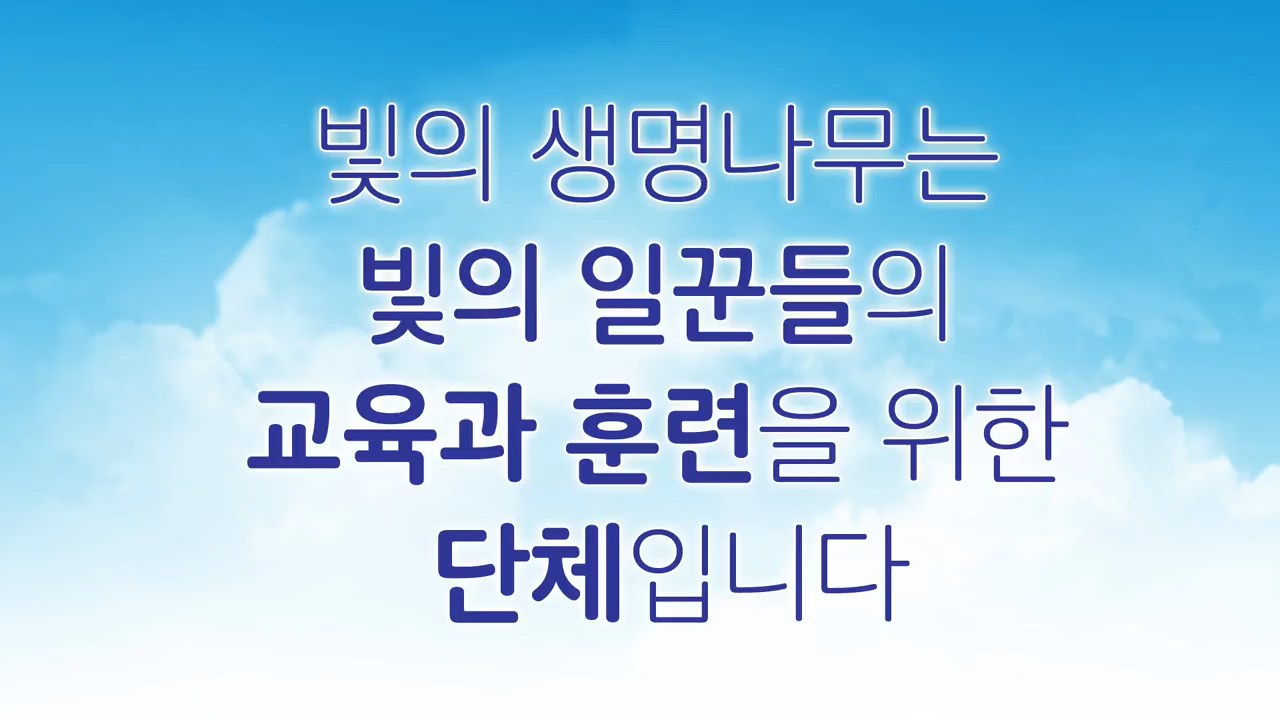 빛의 생명나무는
빛의 일꾼들의
교육과 훈련을 위한
단체입니다